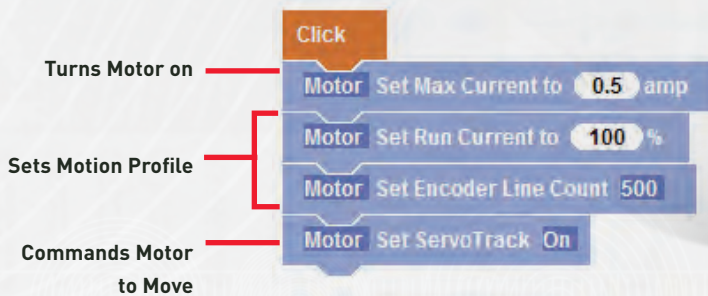 Click
Turns Motor on
Motor Set Max Current to 0.5 amp
Motor Set Run Current to 100 %
Sets Motion Profile
Motor Set Encoder Line Count 500
Motor Set ServoTrack On
Commands Motor
to Move